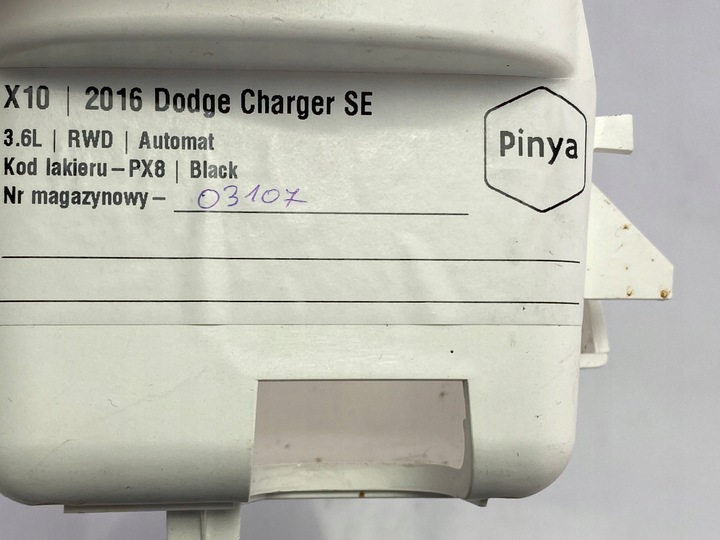 X10 | 2016 Dodge Charger SE
3.6L | RWD | Automat
Kod lakieru – PX8 | Black
Nr magazynowy – 03107
Pinya